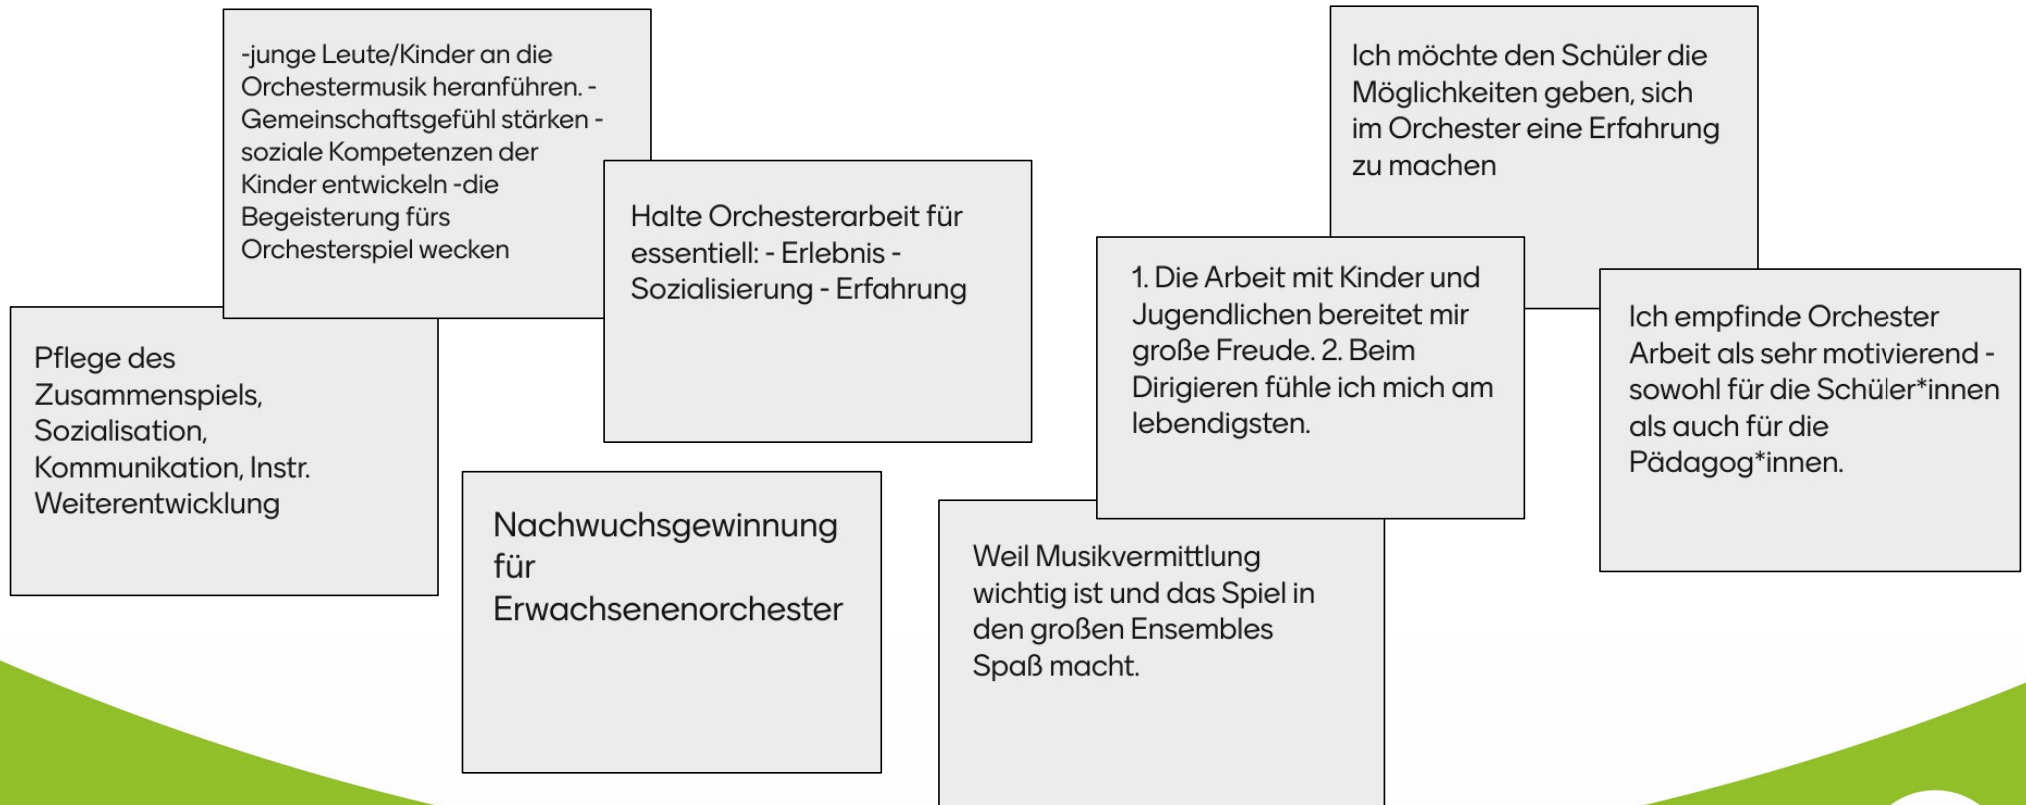 -junge Leute/Kinder an die
Orchestermusik heranführen. -
Gemeinschaftsgefühl stärken -
soziale Kompetenzen der
Kinder entwickeln -die
Begeisterung fürs
Orchesterspiel wecken
Halte Orchesterarbeit für
essentiell: - Erlebnis -
Sozialisierung - Erfahrung
Pflege des
Zusammenspiels,
Sozialisation,
Kommunikation, Instr.
Weiterentwicklung
Nachwuchsgewinnung
für
Erwachsenenorchester
Ich möchte den Schüler die
Möglichkeiten geben, sich
im Orchester eine Erfahrung
zu machen
1. Die Arbeit mit Kinder und
Jugendlichen bereitet mir
große Freude. 2. Beim
Dirigieren fühle ich mich am
lebendigsten.
Ich empfinde Orchester
Arbeit als sehr motivierend -
sowohl für die Schüler*innen
als auch für die
Pädagog*innen.
Weil Musikvermittlung
wichtig ist und das Spiel in
den großen Ensembles
Spaß macht.